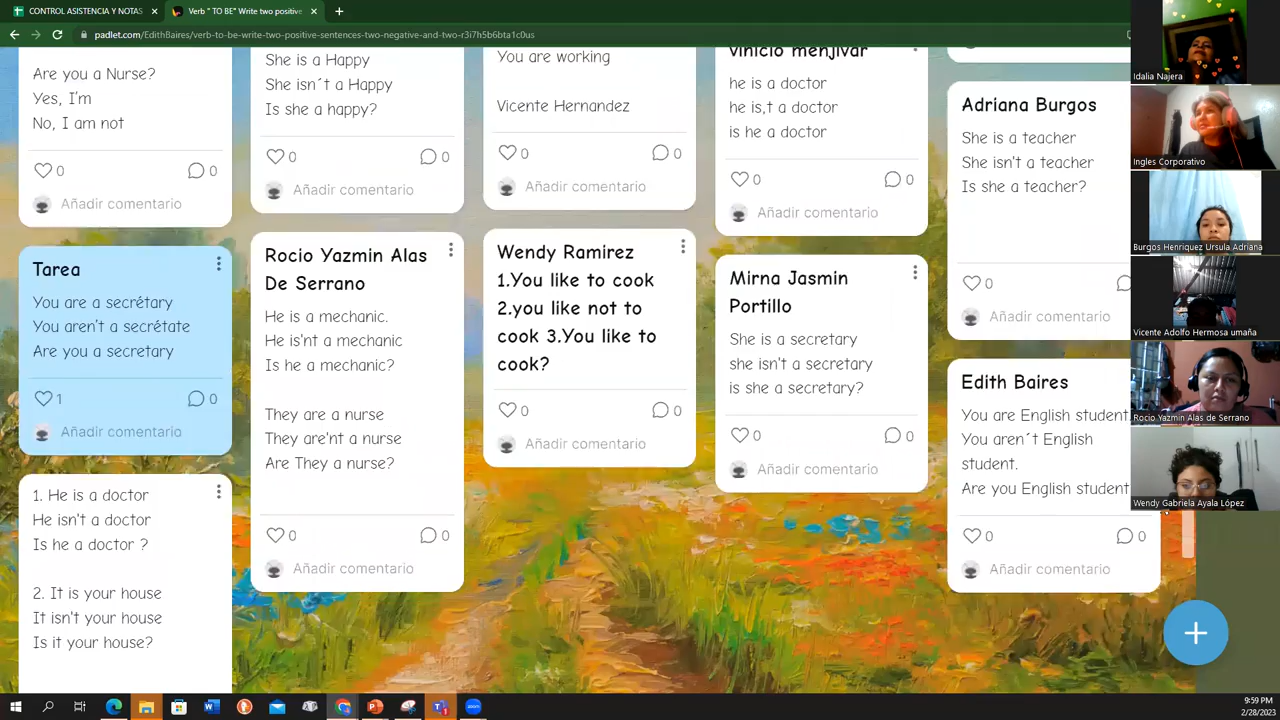 CONTROL ASISTENCIA Y NOTAS
Verb " TO BE" Write two positive
padlet.com/EdithBaires/verb-to-be-write-two-positive-sentences-two-negative-and-two-r3i7h5b6bta1c0us
Are you a Nurse?
Yes, I'm
No, I am not
0
0
Añadir comentario
Tarea
You are a secrétary
You aren't a secrétate
Are you a secretary
1
0
Añadir comentario
1. He is a doctor
He isn't a doctor
Is he a doctor ?
2. It is your house
It isn't your house
Is it your house?
She is a Happy
She isn´t a Happy
Is she a happy?
0
0
Añadir comentario
Rocio Yazmin Alas
De Serrano
He is a mechanic.
He is'nt a mechanic
Is he a mechanic?
They are a nurse
They are'nt a nurse
Are They a nurse?
0
0
Añadir comentario
You are working
Vicente Hernandez
0
0
Añadir comentario
Wendy Ramirez
1.You like to cook
2.you like not to
cook 3.You like to
cook?
0
0
Añadir comentario
vinicio menjivar
he is a doctor
he is,t a doctor
is he a doctor
0
0
Añadir comentario
Mirna Jasmin
Portillo
She is a secretary
she isn't a secretary
is she a secretary?
0
0
Añadir comentario
Adriana Burgos
She is a teacher
She isn't a teacher
Is she a teacher?
0
Añadir comentario
Edith Baires
You are English student.
You aren´t English
student.
Are you English student
0
0
Añadir comentario
Idalia Najera
Ingles Corporativo
Burgos Henriquez Ursula Adriana
Vicente Adolfo Hermosa umaña
Rocio Yazmin Alas de Serrano
Wendy Gabriela Ayala López
9:59 PM
2/28/2023